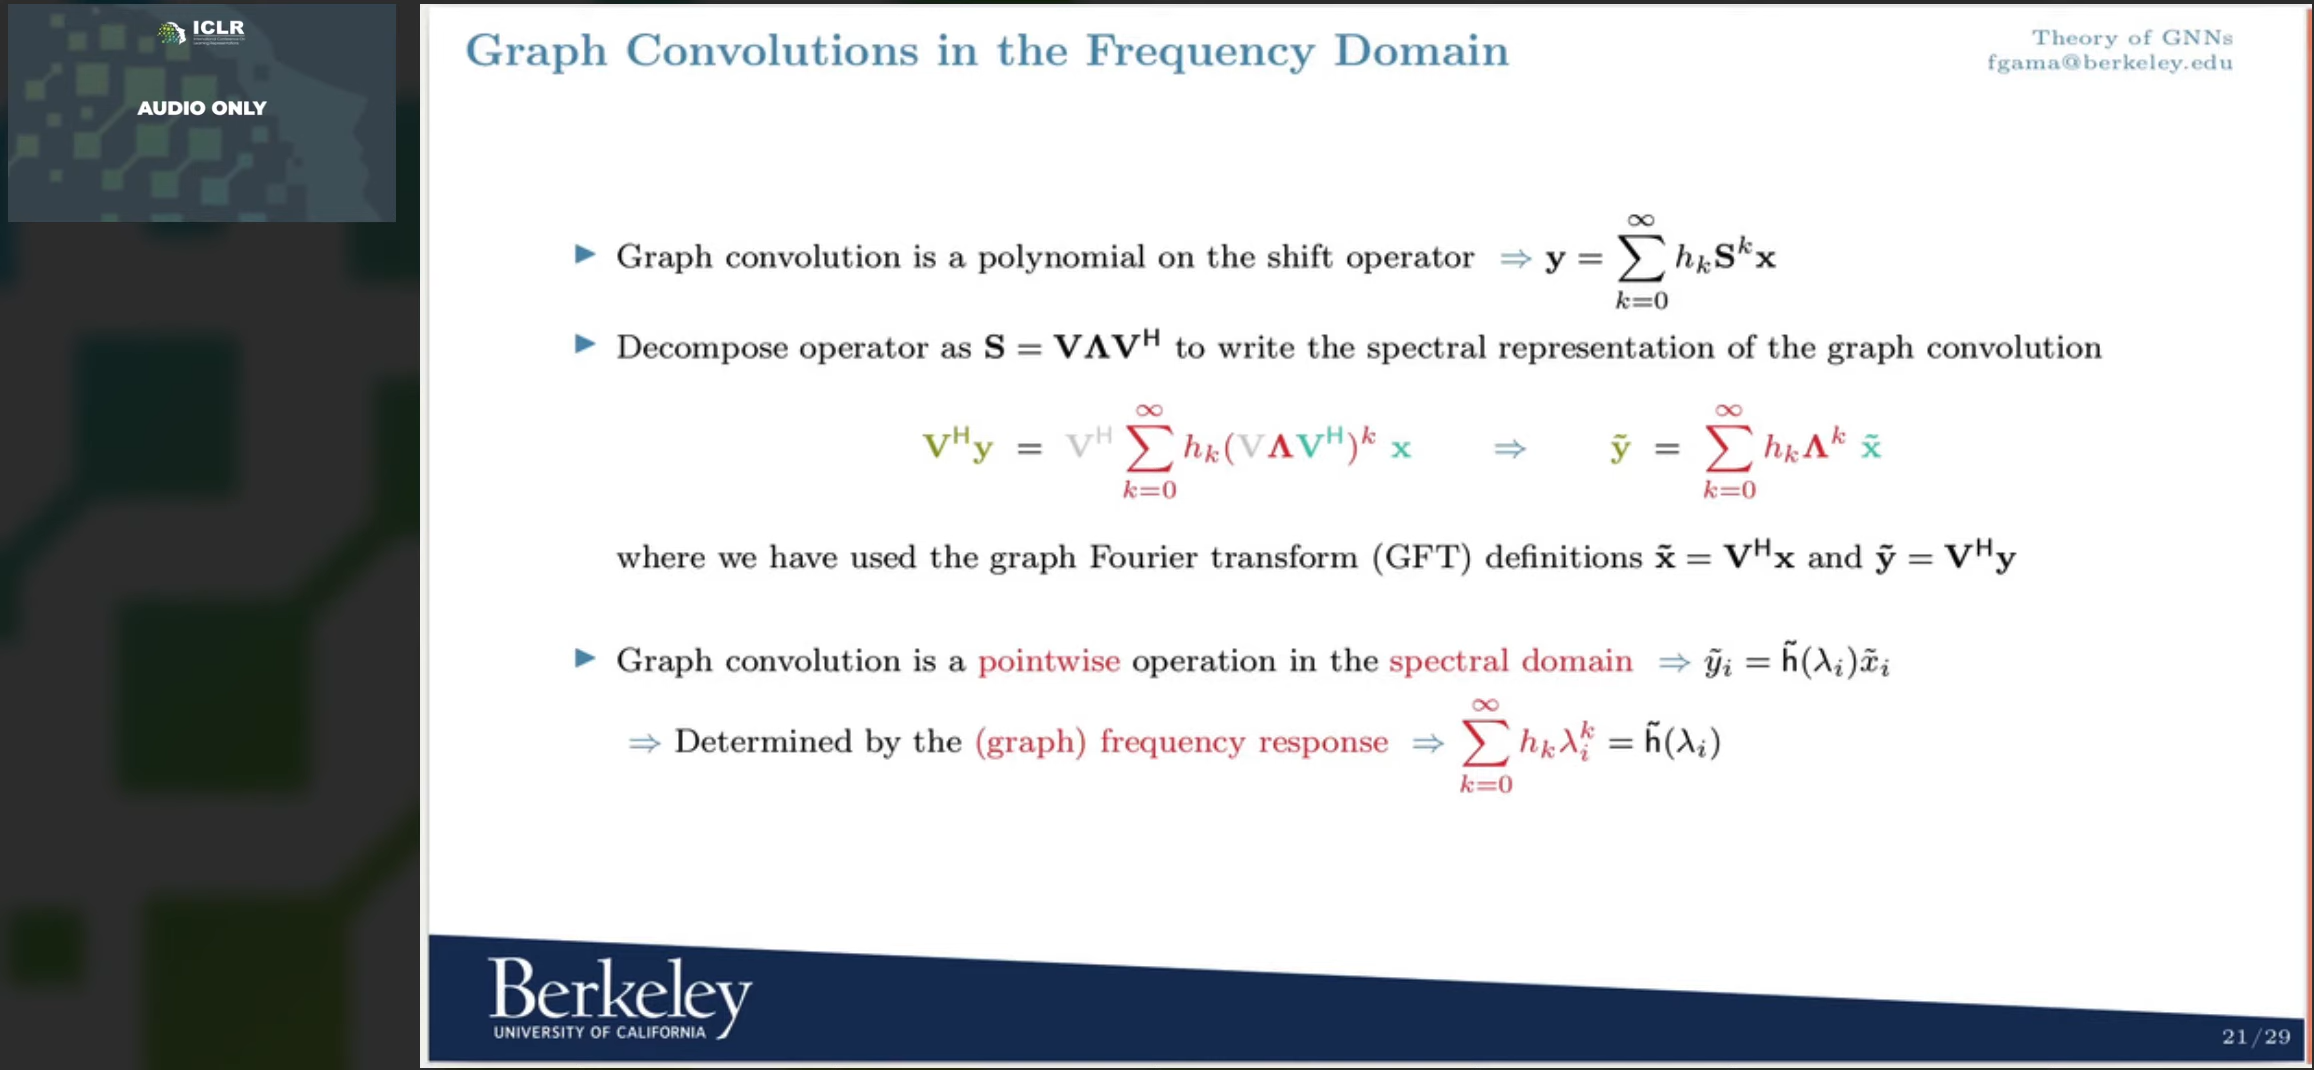 ICLR
AUDIO ONLY
Graph Convolutions in the Frequency Domain
Theory of GNNs
fgama@berkeley.edu
▶ Graph convolution is a polynomial on the shift operator ⇒ y = ∑_{k=0}^{∞} h_k S^k x
▶ Decompose operator as S = VΛV^H to write the spectral representation of the graph convolution
V^H y = V^H ∑_{k=0}^{∞} h_k (VΛV^H)^k x ⇒ ỹ = ∑_{k=0}^{∞} h_k Λ^k x̃
where we have used the graph Fourier transform (GFT) definitions x̃ = V^H x and ỹ = V^H y
▶ Graph convolution is a pointwise operation in the spectral domain ⇒ ỹ_i = h̃(λ_i)x̃_i
⇒ Determined by the (graph) frequency response ⇒ ∑_{k=0}^{∞} h_k λ_i^k = h̃(λ_i)
Berkeley
UNIVERSITY OF CALIFORNIA
21/29